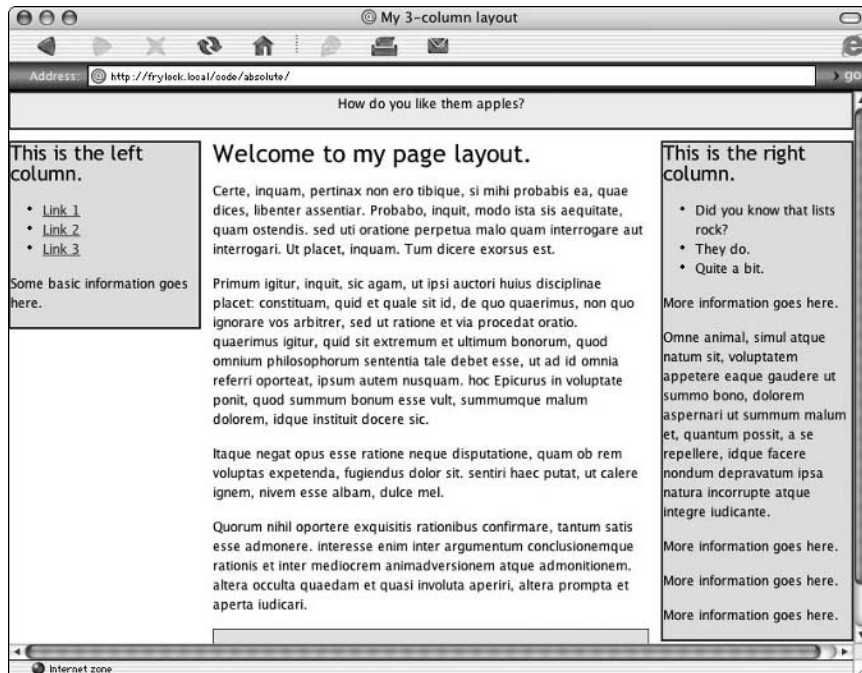 @ My 3-column layout
Address: @ http://frylock.local/code/absolute/
go
How do you like them apples?
This is the left
column.
• Link 1
• Link 2
• Link 3
Some basic information goes
here.
Welcome to my page layout.
Certe, inquam, pertinax non ero tibique, si mihi probabis ea, quae
dices, libenter assentiar. Probabo, inquit, modo ista sis aequitate,
quam ostendis. sed uti oratione perpetua malo quam interrogare aut
interrogari. Ut placet, inquam. Tum dicere exorsus est.
Primum igitur, inquit, sic agam, ut ipsi auctori huius disciplinae
placet: constituam, quid et quale sit id, de quo quaerimus, non quo
ignorare vos arbitrer, sed ut ratione et via procedat oratio.
quaerimus igitur, quid sit extremum et ultimum bonorum, quod
omnium philosophorum sententia tale debet esse, ut ad id omnia
referri oporteat, ipsum autem nusquam. hoc Epicurus in voluptate
ponit, quod summum bonum esse vult, summumque malum
dolorem, idque instituit docere sic.
Itaque negat opus esse ratione neque disputatione, quam ob rem
voluptas expetenda, fugiendus dolor sit. sentiri haec putat, ut calere
ignem, nivem esse albam, dulce mel.
Quorum nihil oportere exquisitis rationibus confirmare, tantum satis
esse admonere. interesse enim inter argumentum conclusionemque
rationis et inter mediocrem animadversionem atque admonitionem.
altera occulta quaedam et quasi involuta aperiri, altera prompta et
aperta iudicari.
This is the right
column.
• Did you know that lists
rock?
• They do.
• Quite a bit.
More information goes here.
Omne animal, simul atque
natum sit, voluptatem
appetere eaque gaudere ut
summo bono, dolorem
aspernari ut summum malum
et, quantum possit, a se
repellere, idque facere
nondum depravatum ipsa
natura incorrupte atque
integre iudicante.
More information goes here.
More information goes here.
More information goes here.
Internet zone